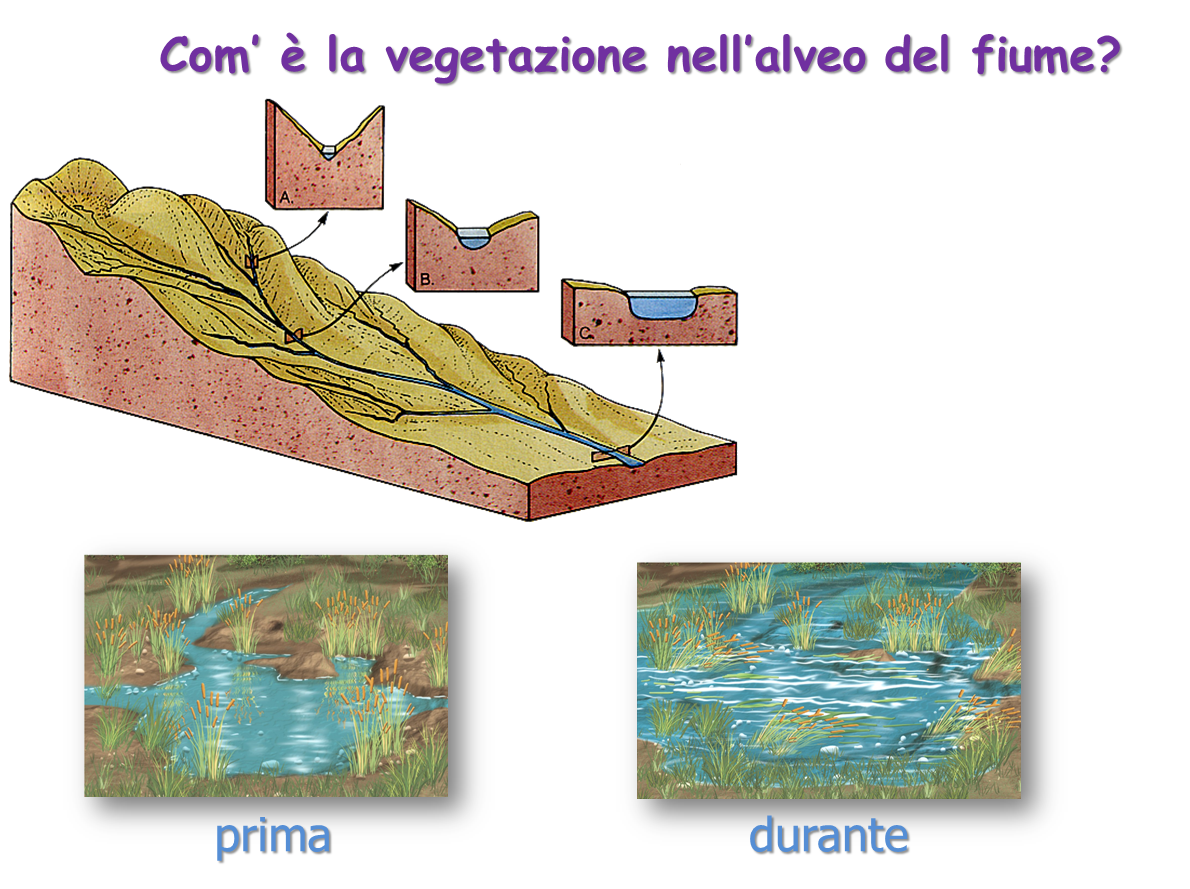 Com' è la vegetazione nell'alveo del fiume?
A.
B.
C.
prima
durante